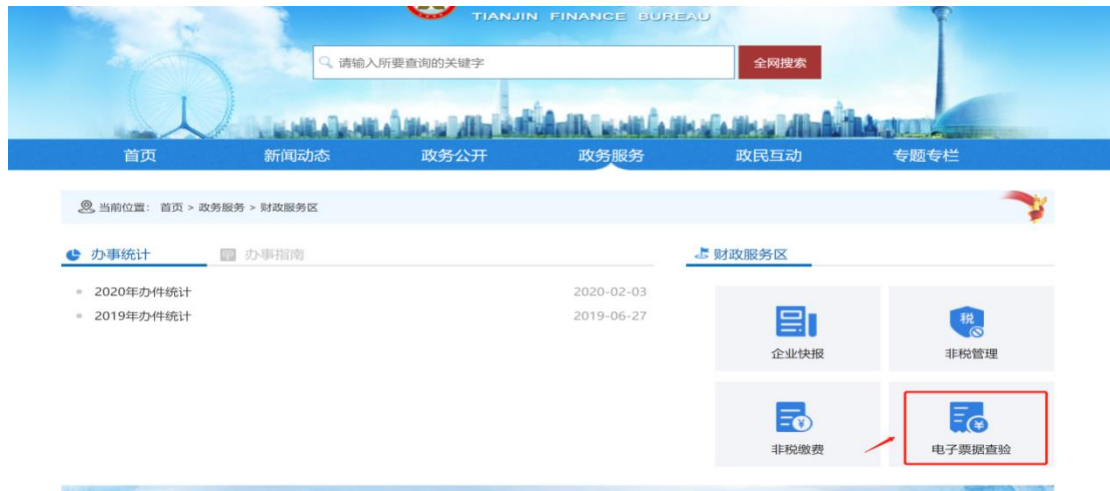 TIANJIN FINANCE BUREAU
请输入所要查询的关键字
全网搜索
首页 新闻动态 政务公开 政务服务 政民互动 专题专栏
当前位置： 首页 > 政务服务 > 财政服务区
办事统计 办事指南
2020年办件统计 2020-02-03
2019年办件统计 2019-06-27
财政服务区
税
企业快报 非税管理
¥ ¥
非税缴费 电子票据查验